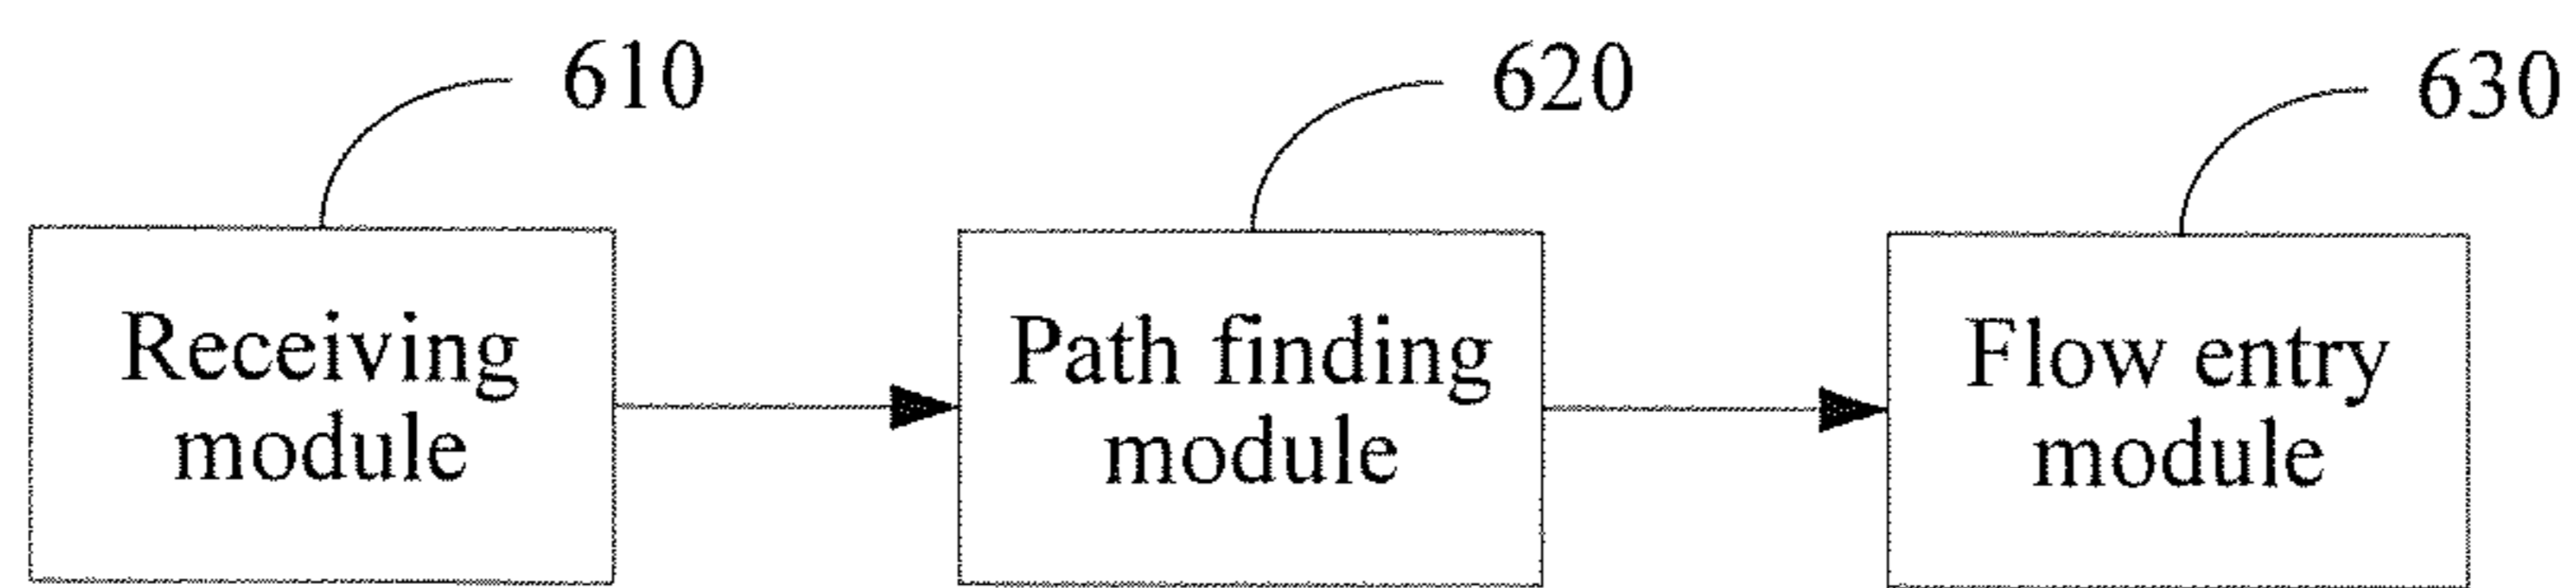 610
620
630
Receiving
module
Path finding
module
Flow entry
module